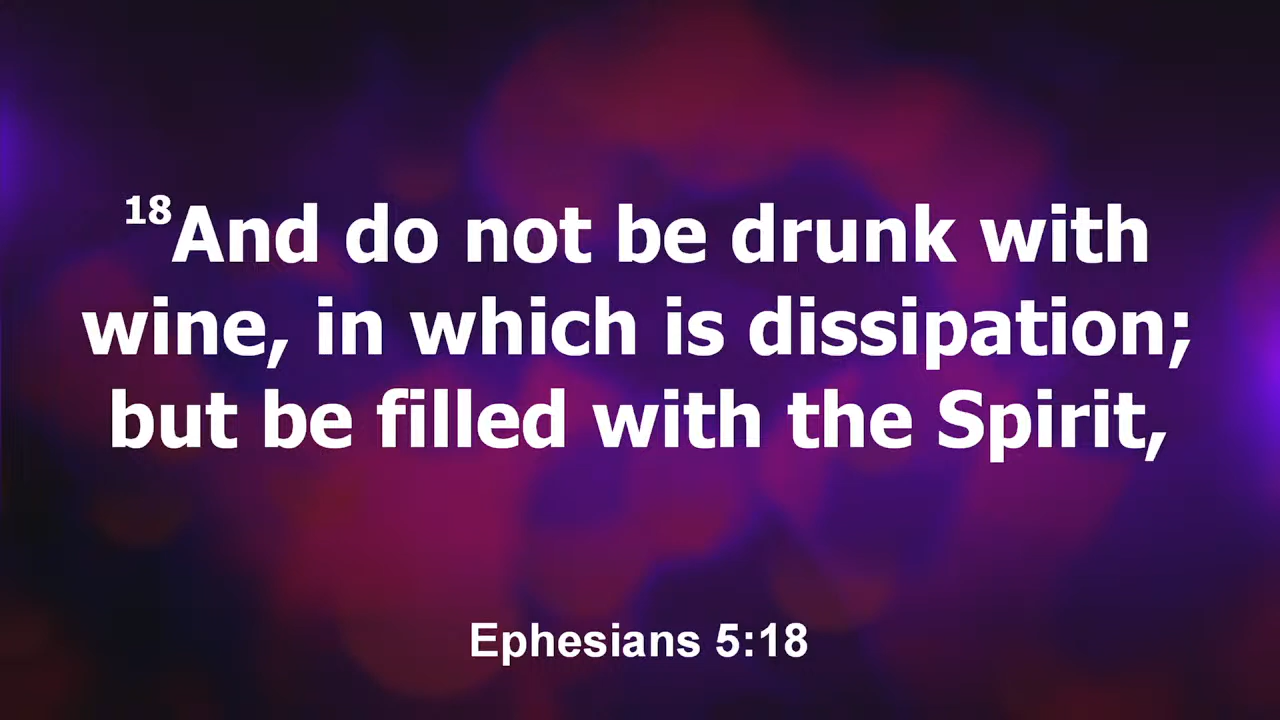 18And do not be drunk with
wine, in which is dissipation;
but be filled with the Spirit,
Ephesians 5:18